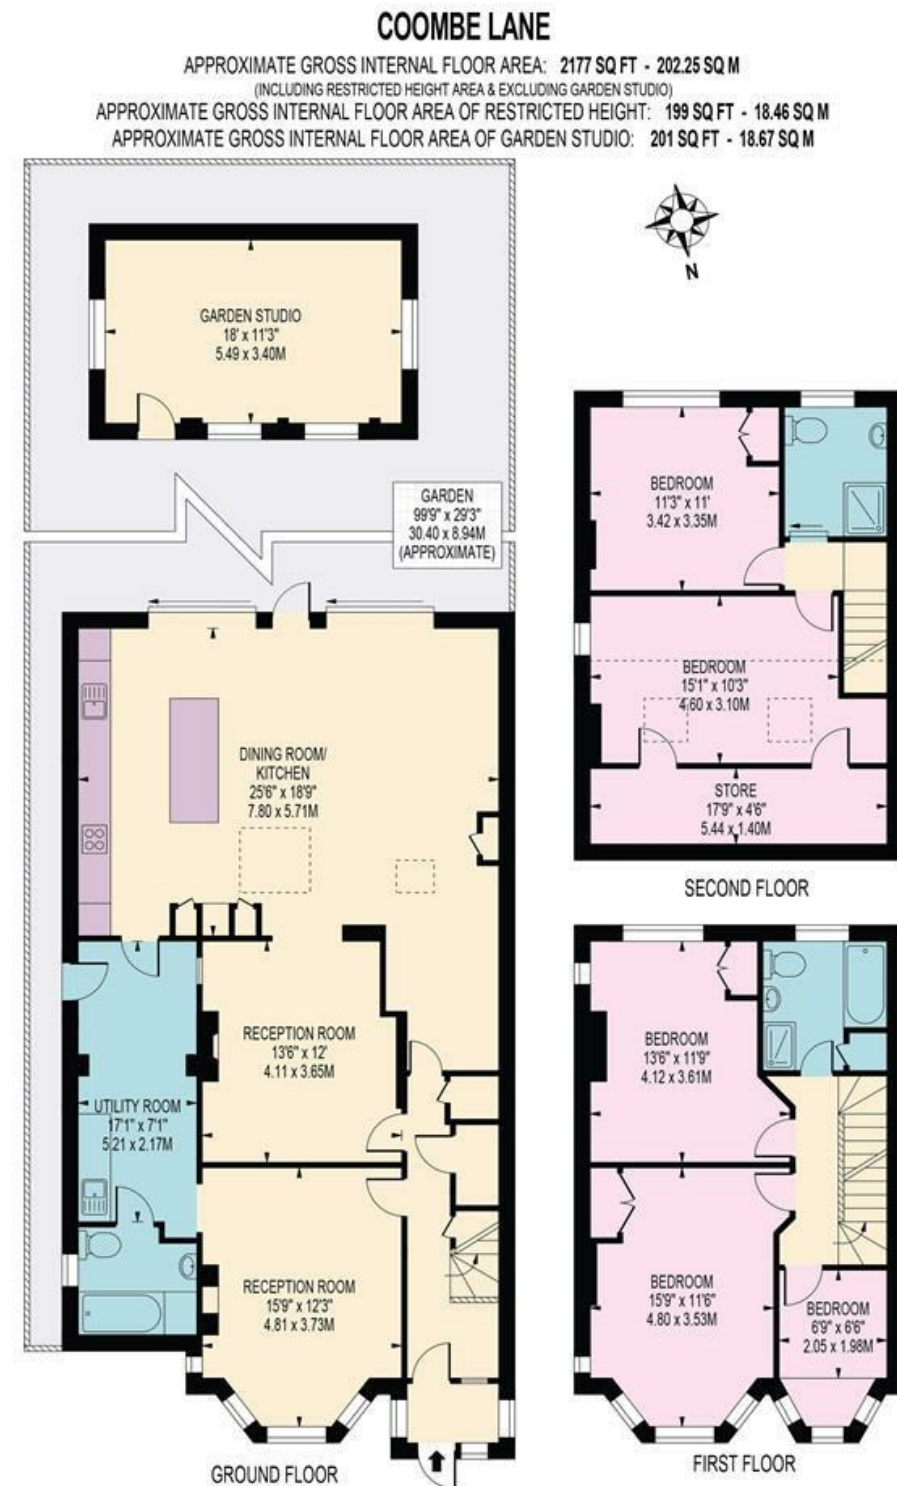 COOMBE LANE
APPROXIMATE GROSS INTERNAL FLOOR AREA: 2177 SQ FT - 202.25 SQ M
(INCLUDING RESTRICTED HEIGHT AREA & EXCLUDING GARDEN STUDIO)
APPROXIMATE GROSS INTERNAL FLOOR AREA OF RESTRICTED HEIGHT: 199 SQ FT - 18.46 SQ M
APPROXIMATE GROSS INTERNAL FLOOR AREA OF GARDEN STUDIO: 201 SQ FT - 18.67 SQ M
N
GARDEN STUDIO
18' x 11'3"
5.49 x 3.40M
GARDEN
99'9" x 29'3"
30.40 x 8.94M
(APPROXIMATE)
BEDROOM
11'3" x 11'
3.42 x 3.35M
BEDROOM
15'1" x 10'3"
4.60 x 3.10M
STORE
17'9" x 4'6"
5.44 x 1.40M
SECOND FLOOR
DINING ROOM/
KITCHEN
25'6" x 18'9"
7.80 x 5.71M
RECEPTION ROOM
13'6" x 12'
4.11 x 3.65M
UTILITY ROOM
17'1" x 7'1"
5.21 x 2.17M
RECEPTION ROOM
15'9" x 12'3"
4.81 x 3.73M
GROUND FLOOR
BEDROOM
13'6" x 11'9"
4.12 x 3.61M
BEDROOM
15'9" x 11'6"
4.80 x 3.53M
BEDROOM
6'9" x 6'6"
2.05 x 1.98M
FIRST FLOOR